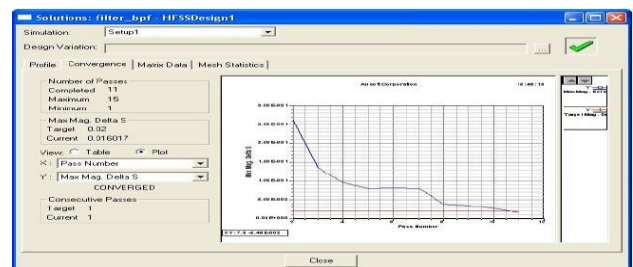 Solutions: filter_bpf - HFSSDesign1
Simulation: Setup1
Design Variation:
...
Profile Convergence Matrix Data Mesh Statistics
Number of Passes
Completed 11
Maximum 15
Minimum 1
Max Mag. Delta S
Target 0.02
Current 0.016017
View: Table Plot
X: Pass Number
Y: Max Mag. Delta S
CONVERGED
Consecutive Passes
Target 1
Current 1
Ansoft Corporation
Max Mag. Delta S
Pass Number
Close